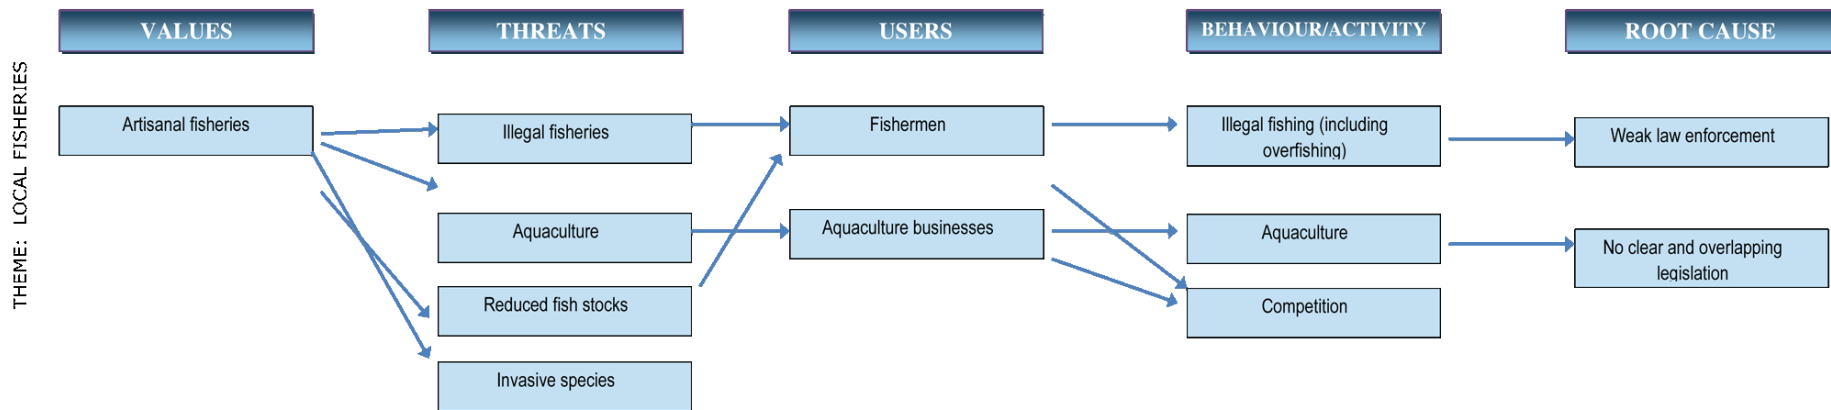 VALUES
THREATS
USERS
BEHAVIOUR/ACTIVITY
ROOT CAUSE
THEME: LOCAL FISHERIES
Artisanal fisheries
Illegal fisheries
Fishermen
Illegal fishing (including
overfishing)
Weak law enforcement
Aquaculture
Aquaculture businesses
Aquaculture
No clear and overlapping
legislation
Reduced fish stocks
Competition
Invasive species